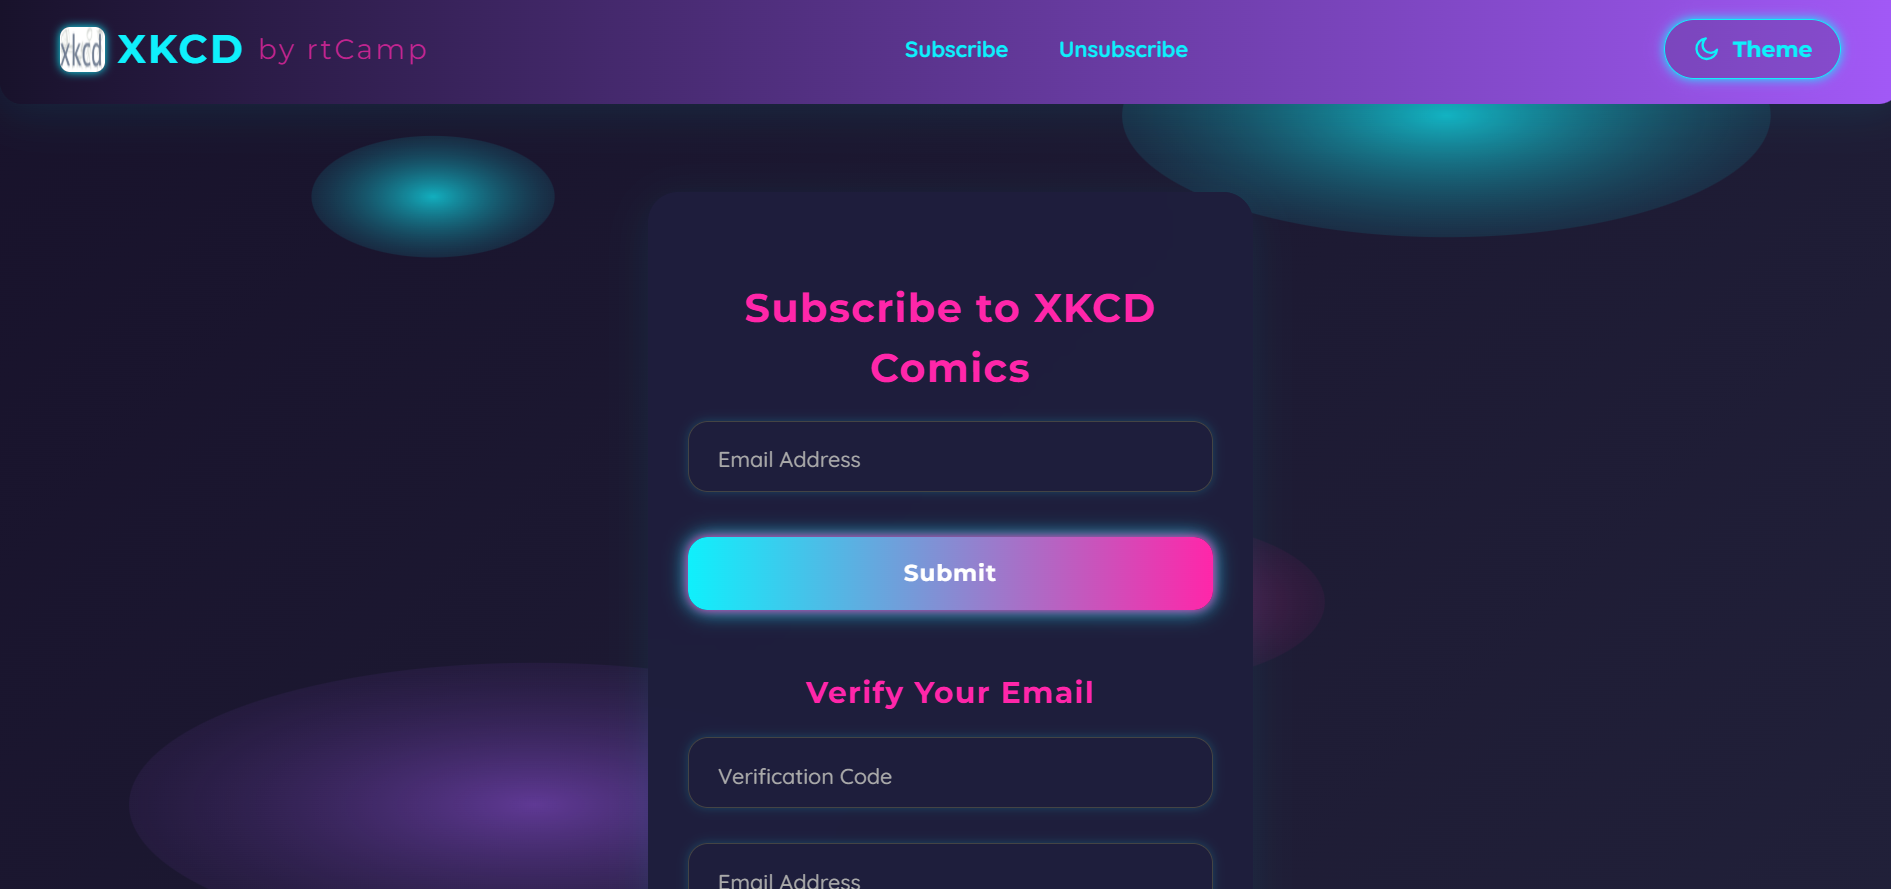 xkcd XKCD by rtCamp
Subscribe Unsubscribe
Theme
Subscribe to XKCD
Comics
Email Address
Submit
Verify Your Email
Verification Code
Email Address